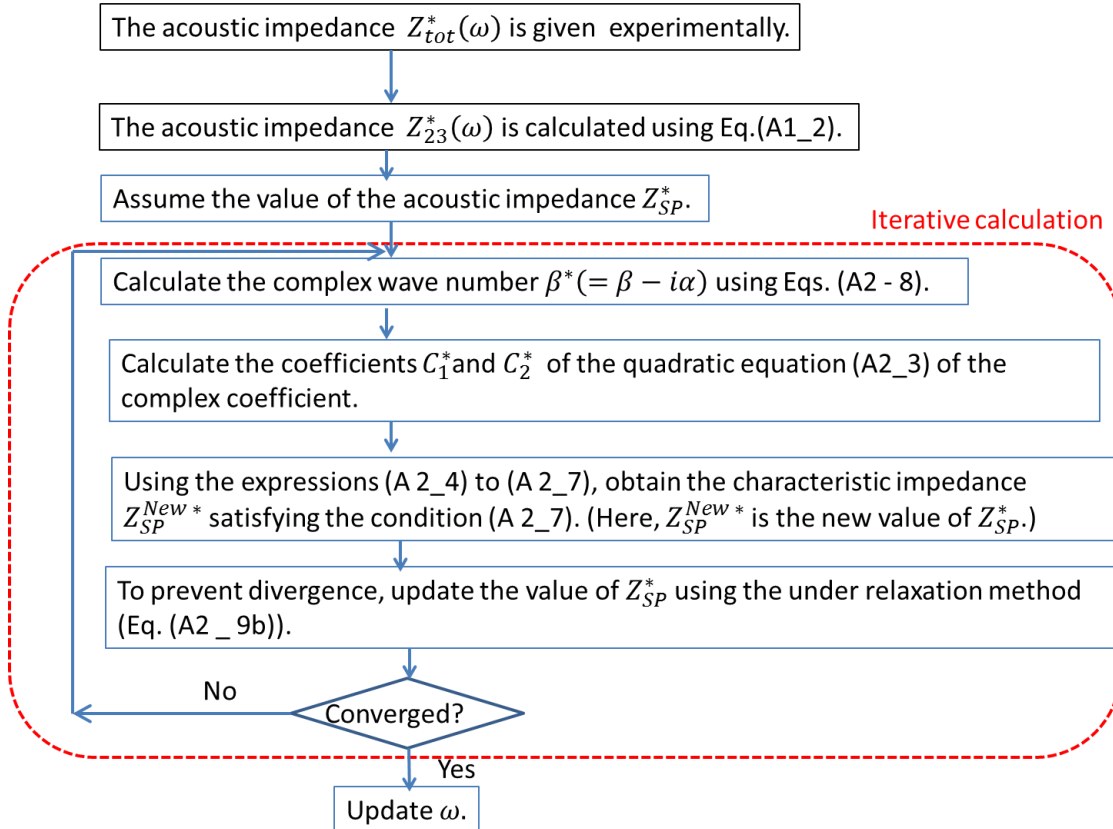 The acoustic impedance Z*tot(ω) is given experimentally.
The acoustic impedance Z*23(ω) is calculated using Eq.(A1_2).
Assume the value of the acoustic impedance Z*SP.
Iterative calculation
Calculate the complex wave number β*(= β − iα) using Eqs. (A2 - 8).
Calculate the coefficients C*1 and C*2 of the quadratic equation (A2_3) of the
complex coefficient.
Using the expressions (A 2_4) to (A 2_7), obtain the characteristic impedance
ZSP^New * satisfying the condition (A 2_7). (Here, ZSP^New * is the new value of Z*SP.)
To prevent divergence, update the value of Z*SP using the under relaxation method
(Eq. (A2 _ 9b)).
No
Converged?
Yes
Update ω.